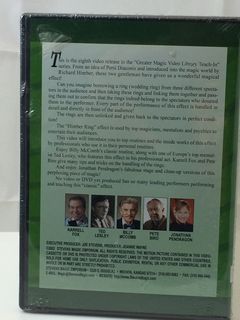 This is the eighth video release in the "Greater Magic Video Library Teach-In"
series. From an idea of Persi Diaconis and introduced into the magic world by
Richard Himber, these two gentlemen have given us a wonderful magical
effect!
Can you imagine borrowing a ring (wedding ring) from three different specta-
tors in the audience and then taking these rings and linking them together and pass-
ing them out to confirm that the rings indeed belong to the spectators who donated
them to the performer. Every part of the performance of this effect is handled
directly in front of the audience!
The rings are then unlinked and given back to the spectators in perfect condi-
tion!
The "Himber Ring" effect is used by top magicians, mentalists and psychics to
entertain their audiences.
This video will introduce you to top routines and the inside works of this effect
by professionals who use it in their personal routines.
Enjoy Billy McComb's classic routine, along with one of Europe's top mental-
ist Ted Lesley, who features this effect in his professional act. Karrell Fox and Pete
Biro give many tips and tricks on the handling of the rings.
And enjoy Jonathan Pendragon's fabulous stage and close-up versions of this
perplexing piece of magic!
No video or DVD yet produced has so many leading performers performing
and teaching this "classic" effect.
KARRELL
FOX
TED
LESLEY
BILLY
MCCOMB
PETE
BIRO
JONATHAN
PENDRAGON
EXECUTIVE PRODUCER: JOE STEVENS, PRODUCER: JOANNE WAYNE